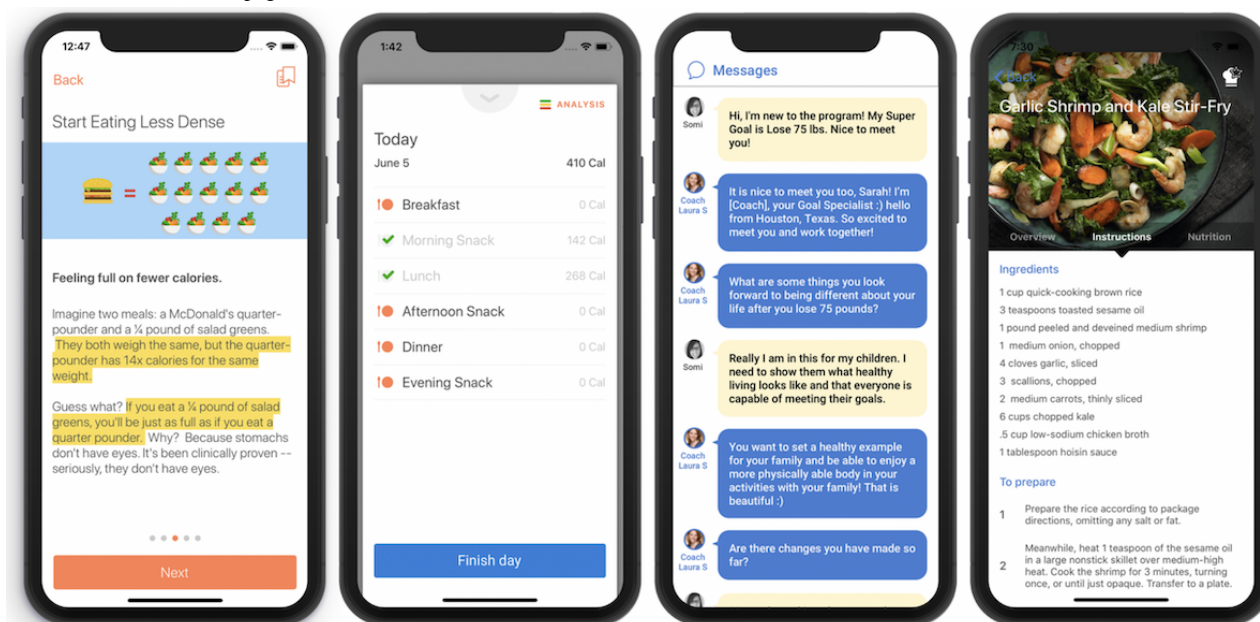 12:47
Back
Start Eating Less Dense
=
Feeling full on fewer calories.
Imagine two meals: a McDonald's quarter-
pounder and a ¼ pound of salad greens.
They both weigh the same, but the quarter-
pounder has 14x calories for the same
weight.
Guess what? If you eat a ¼ pound of salad
greens, you'll be just as full as if you eat a
quarter pounder. Why? Because stomachs
don't have eyes. It's been clinically proven --
seriously, they don't have eyes.
Next
1:42
ANALYSIS
Today
June 5 410 Cal
Breakfast 0 Cal
Morning Snack 142 Cal
Lunch 268 Cal
Afternoon Snack 0 Cal
Dinner 0 Cal
Evening Snack 0 Cal
Finish day
Messages
Somi
Hi, I'm new to the program! My Super
Goal is Lose 75 lbs. Nice to meet
you!
Coach
Laura S
It is nice to meet you too, Sarah! I'm
[Coach], your Goal Specialist :) hello
from Houston, Texas. So excited to
meet you and work together!
Coach
Laura S
What are some things you look
forward to being different about your
life after you lose 75 pounds?
Somi
Really I am in this for my children. I
need to show them what healthy
living looks like and that everyone is
capable of meeting their goals.
Coach
Laura S
You want to set a healthy example
for your family and be able to enjoy a
more physically able body in your
activities with your family! That is
beautiful :)
Coach
Laura S
Are there changes you have made so
far?
7:30
Back
Garlic Shrimp and Kale Stir-Fry
Overview Instructions Nutrition
Ingredients
1 cup quick-cooking brown rice
3 teaspoons toasted sesame oil
1 pound peeled and deveined medium shrimp
1 medium onion, chopped
4 cloves garlic, sliced
3 scallions, chopped
2 medium carrots, thinly sliced
6 cups chopped kale
.5 cup low-sodium chicken broth
1 tablespoon hoisin sauce
To prepare
1 Prepare the rice according to package
directions, omitting any salt or fat.
2 Meanwhile, heat 1 teaspoon of the sesame oil
in a large nonstick skillet over medium-high
heat. Cook the shrimp for 3 minutes, turning
once, or until just opaque. Transfer to a plate.